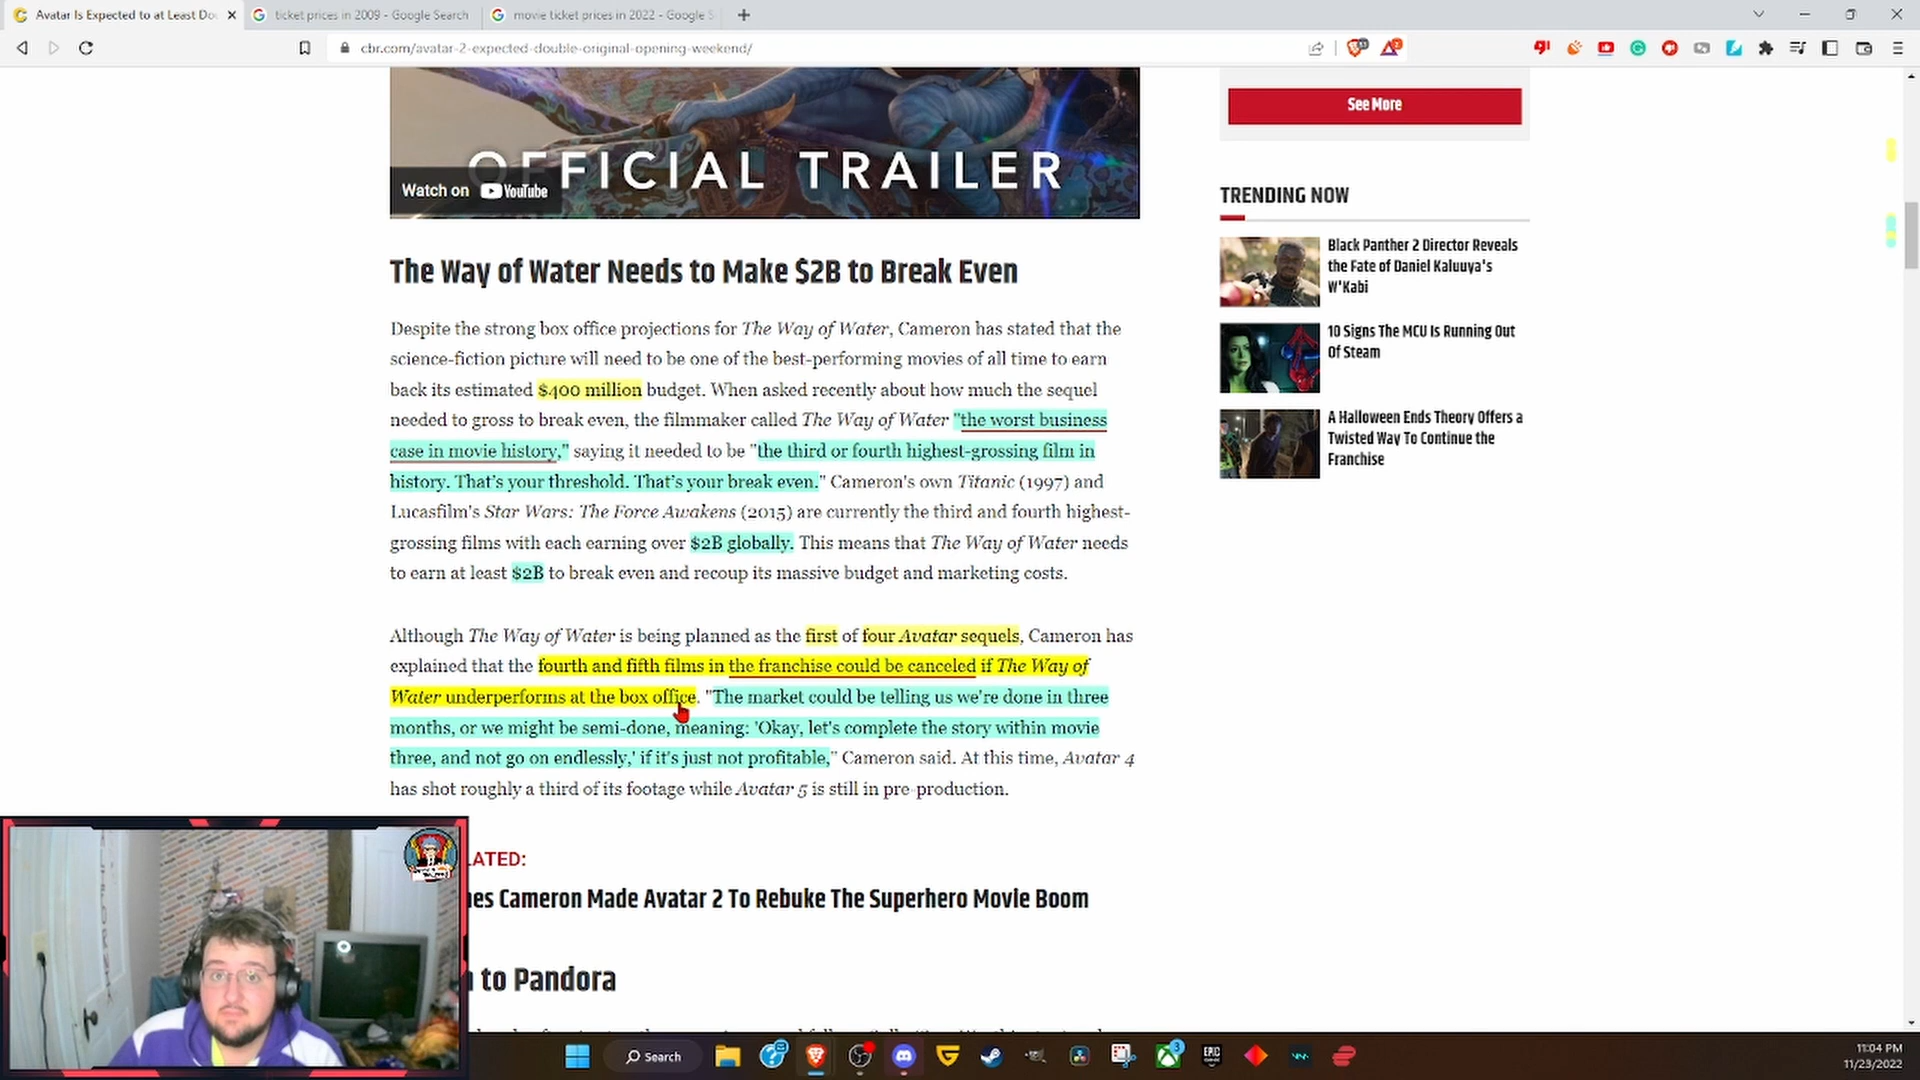 Avatar Is Expected to at Least Do
ticket prices in 2009 - Google Search
movie ticket prices in 2022 - Google S
cbr.com/avatar-2-expected-double-original-opening-weekend/
OFFICIAL TRAILER
Watch on YouTube
The Way of Water Needs to Make $2B to Break Even
Despite the strong box office projections for The Way of Water, Cameron has stated that the
science-fiction picture will need to be one of the best-performing movies of all time to earn
back its estimated $400 million budget. When asked recently about how much the sequel
needed to gross to break even, the filmmaker called The Way of Water "the worst business
case in movie history," saying it needed to be "the third or fourth highest-grossing film in
history. That's your threshold. That's your break even." Cameron's own Titanic (1997) and
Lucasfilm's Star Wars: The Force Awakens (2015) are currently the third and fourth highest-
grossing films with each earning over $2B globally. This means that The Way of Water needs
to earn at least $2B to break even and recoup its massive budget and marketing costs.
Although The Way of Water is being planned as the first of four Avatar sequels, Cameron has
explained that the fourth and fifth films in the franchise could be canceled if The Way of
Water underperforms at the box office. "The market could be telling us we're done in three
months, or we might be semi-done, meaning: 'Okay, let's complete the story within movie
three, and not go on endlessly,' if it's just not profitable," Cameron said. At this time, Avatar 4
has shot roughly a third of its footage while Avatar 5 is still in pre-production.
LATED:
nes Cameron Made Avatar 2 To Rebuke The Superhero Movie Boom
to Pandora
See More
TRENDING NOW
Black Panther 2 Director Reveals
the Fate of Daniel Kaluuya's
W'Kabi
10 Signs The MCU Is Running Out
Of Steam
A Halloween Ends Theory Offers a
Twisted Way To Continue the
Franchise
Search
EPIC
11:04 PM
11/23/2022